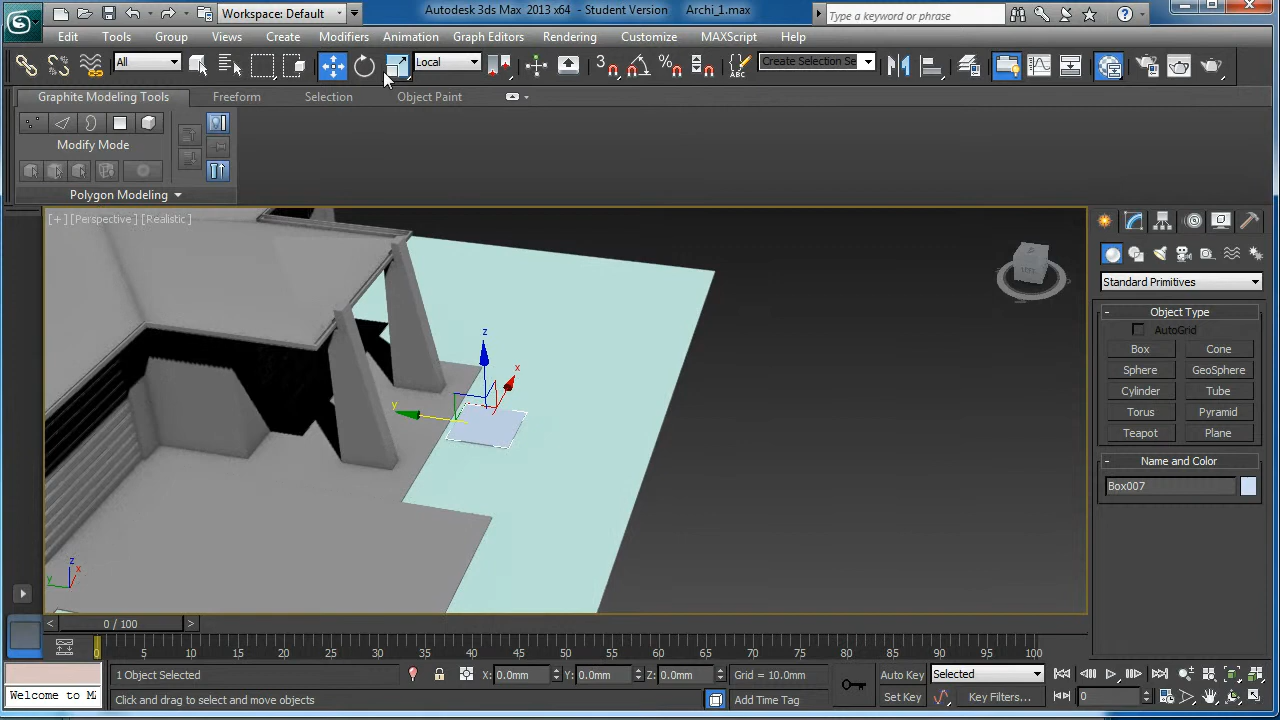 Workspace: Default
Autodesk 3ds Max 2013 x64 - Student Version Archi_1.max
Type a keyword or phrase
Edit Tools Group Views Create Modifiers Animation Graph Editors Rendering Customize MAXScript Help
All
Local
3
Create Selection Se
Graphite Modeling Tools Freeform Selection Object Paint
Modify Mode
Polygon Modeling
[+] [Perspective] [Realistic]
Standard Primitives
- Object Type
AutoGrid
Box Cone
Sphere GeoSphere
Cylinder Tube
Torus Pyramid
Teapot Plane
- Name and Color
Box007
z
x
y
z
x
y
< 0 / 100 >
0 5 10 15 20 25 30 35 40 45 50 55 60 65 70 75 80 85 90 95 100
1 Object Selected X: 0.0mm Y: 0.0mm Z: 0.0mm Grid = 10.0mm Auto Key Selected
Welcome to MA Click and drag to select and move objects Add Time Tag Set Key Key Filters... 0